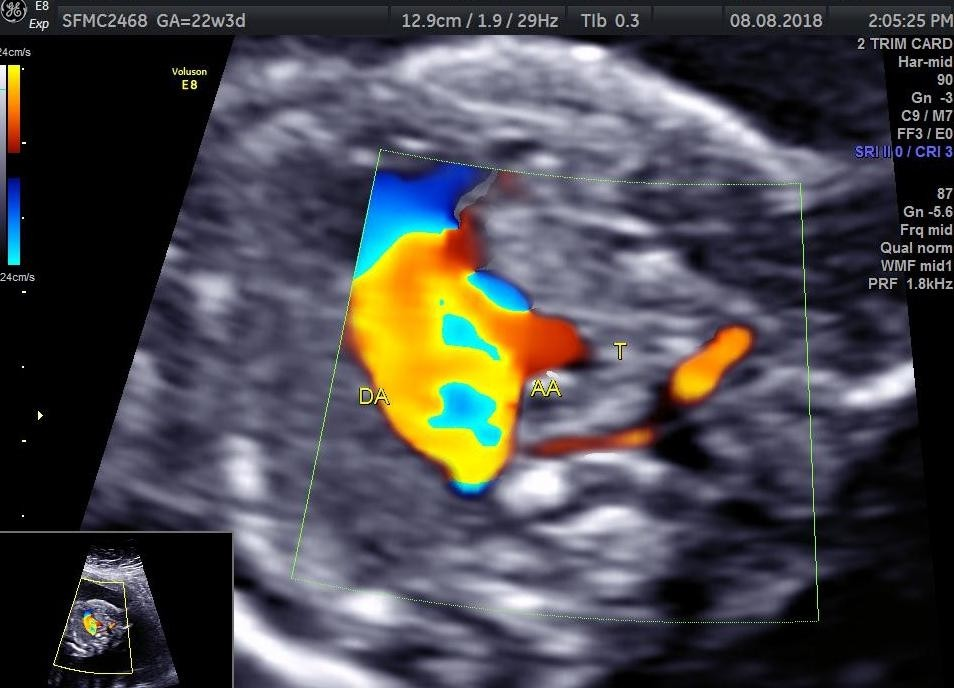 GE
E8
Exp
SFMC2468 GA=22w3d
12.9cm / 1.9 / 29Hz
TIb 0.3
08.08.2018
2:05:25 PM
24cm/s
24cm/s
Voluson
E8
2 TRIM CARD
Har-mid
90
Gn -3
C9 / M7
FF3 / E0
SRI II 0 / CRI 3
87
Gn -5.6
Frq mid
Qual norm
WMF mid1
PRF 1.8kHz
T
AA
DA